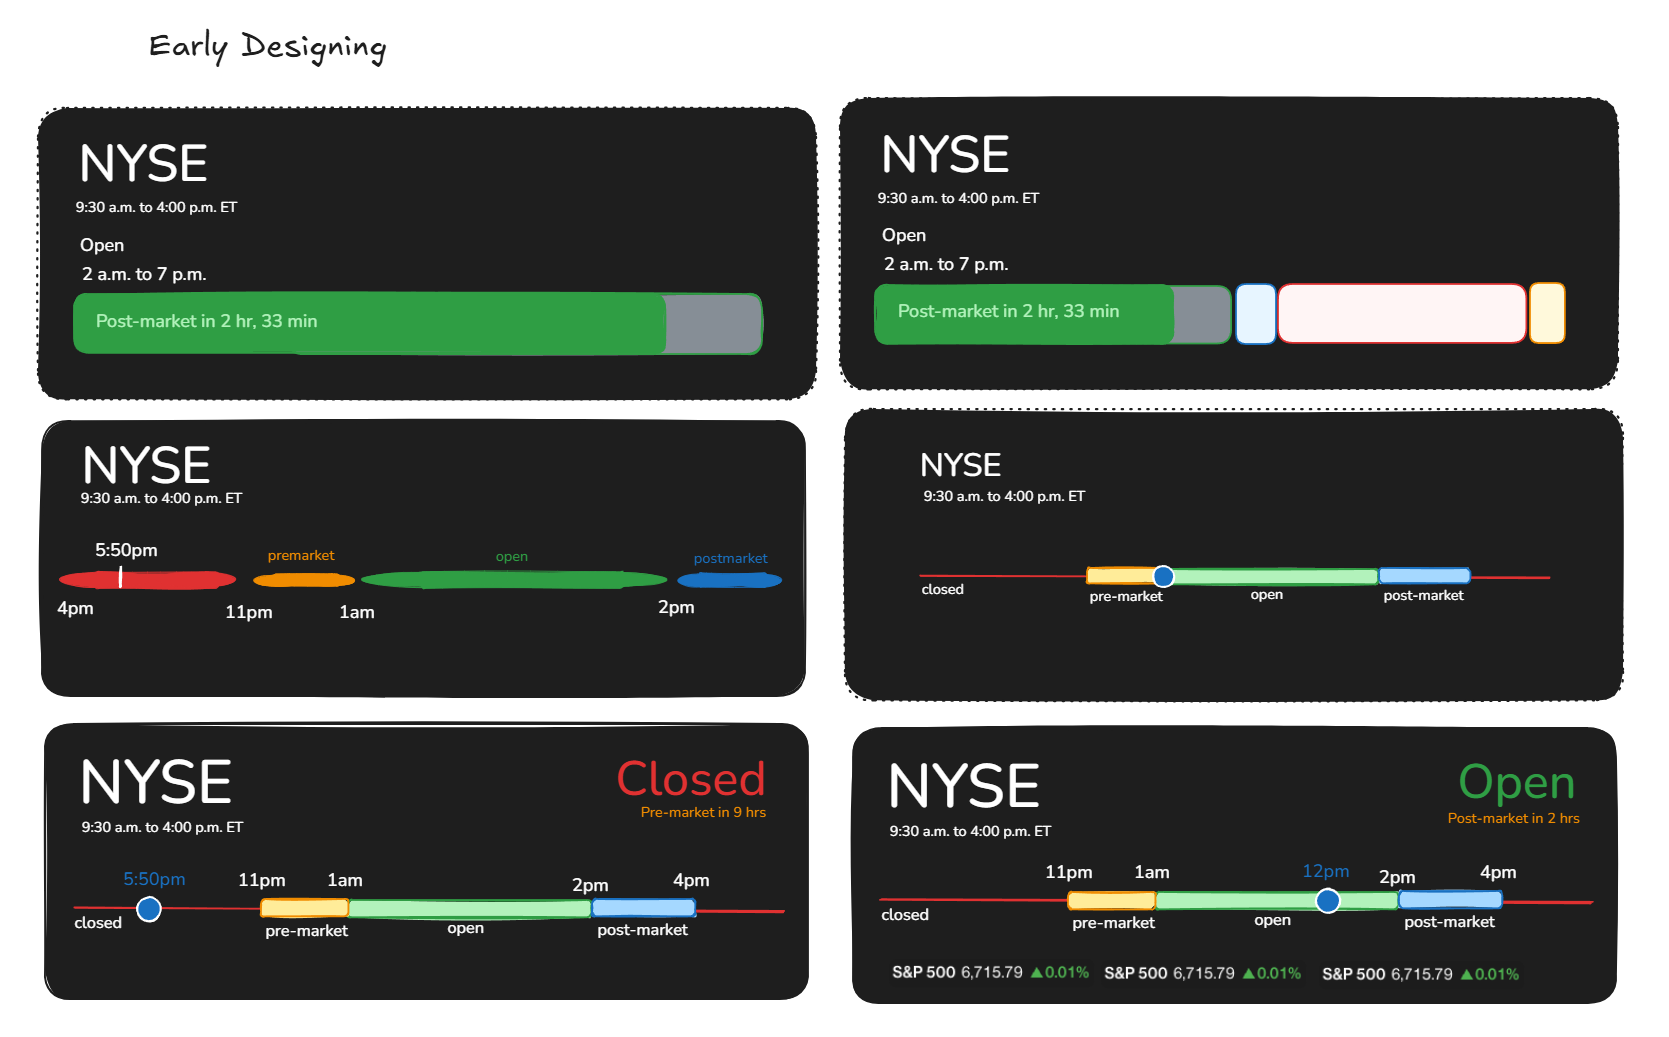 Early Designing
NYSE
9:30 a.m. to 4:00 p.m. ET
Open
2 a.m. to 7 p.m.
Post-market in 2 hr, 33 min
NYSE
9:30 a.m. to 4:00 p.m. ET
Open
2 a.m. to 7 p.m.
Post-market in 2 hr, 33 min
NYSE
9:30 a.m. to 4:00 p.m. ET
5:50pm
premarket
open
postmarket
4pm
11pm
1am
2pm
NYSE
9:30 a.m. to 4:00 p.m. ET
closed
pre-market
open
post-market
NYSE
Closed
9:30 a.m. to 4:00 p.m. ET
Pre-market in 9 hrs
5:50pm
11pm
1am
2pm
4pm
closed
pre-market
open
post-market
NYSE
Open
9:30 a.m. to 4:00 p.m. ET
Post-market in 2 hrs
11pm
1am
12pm
2pm
4pm
closed
pre-market
open
post-market
S&P 500 6,715.79 ▲0.01% S&P 500 6,715.79 ▲0.01% S&P 500 6,715.79 ▲0.01%